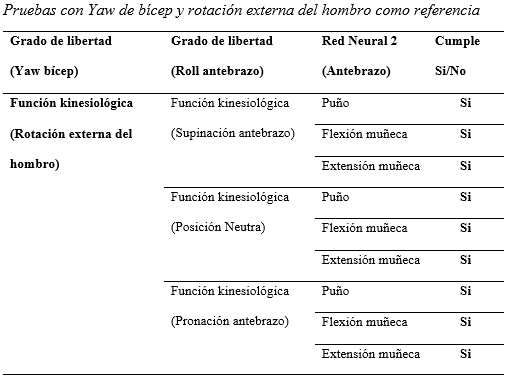 Pruebas con Yaw de bícep y rotación externa del hombro como referencia
Grado de libertad Grado de libertad Red Neural 2 Cumple
(Yaw bícep) (Roll antebrazo) (Antebrazo) Si/No
Función kinesiológica Función kinesiológica Puño Si
(Rotación externa del (Supinación antebrazo) Flexión muñeca Si
hombro) Extensión muñeca Si
Función kinesiológica Puño Si
(Posición Neutra) Flexión muñeca Si
Extensión muñeca Si
Función kinesiológica Puño Si
(Pronación antebrazo) Flexión muñeca Si
Extensión muñeca Si